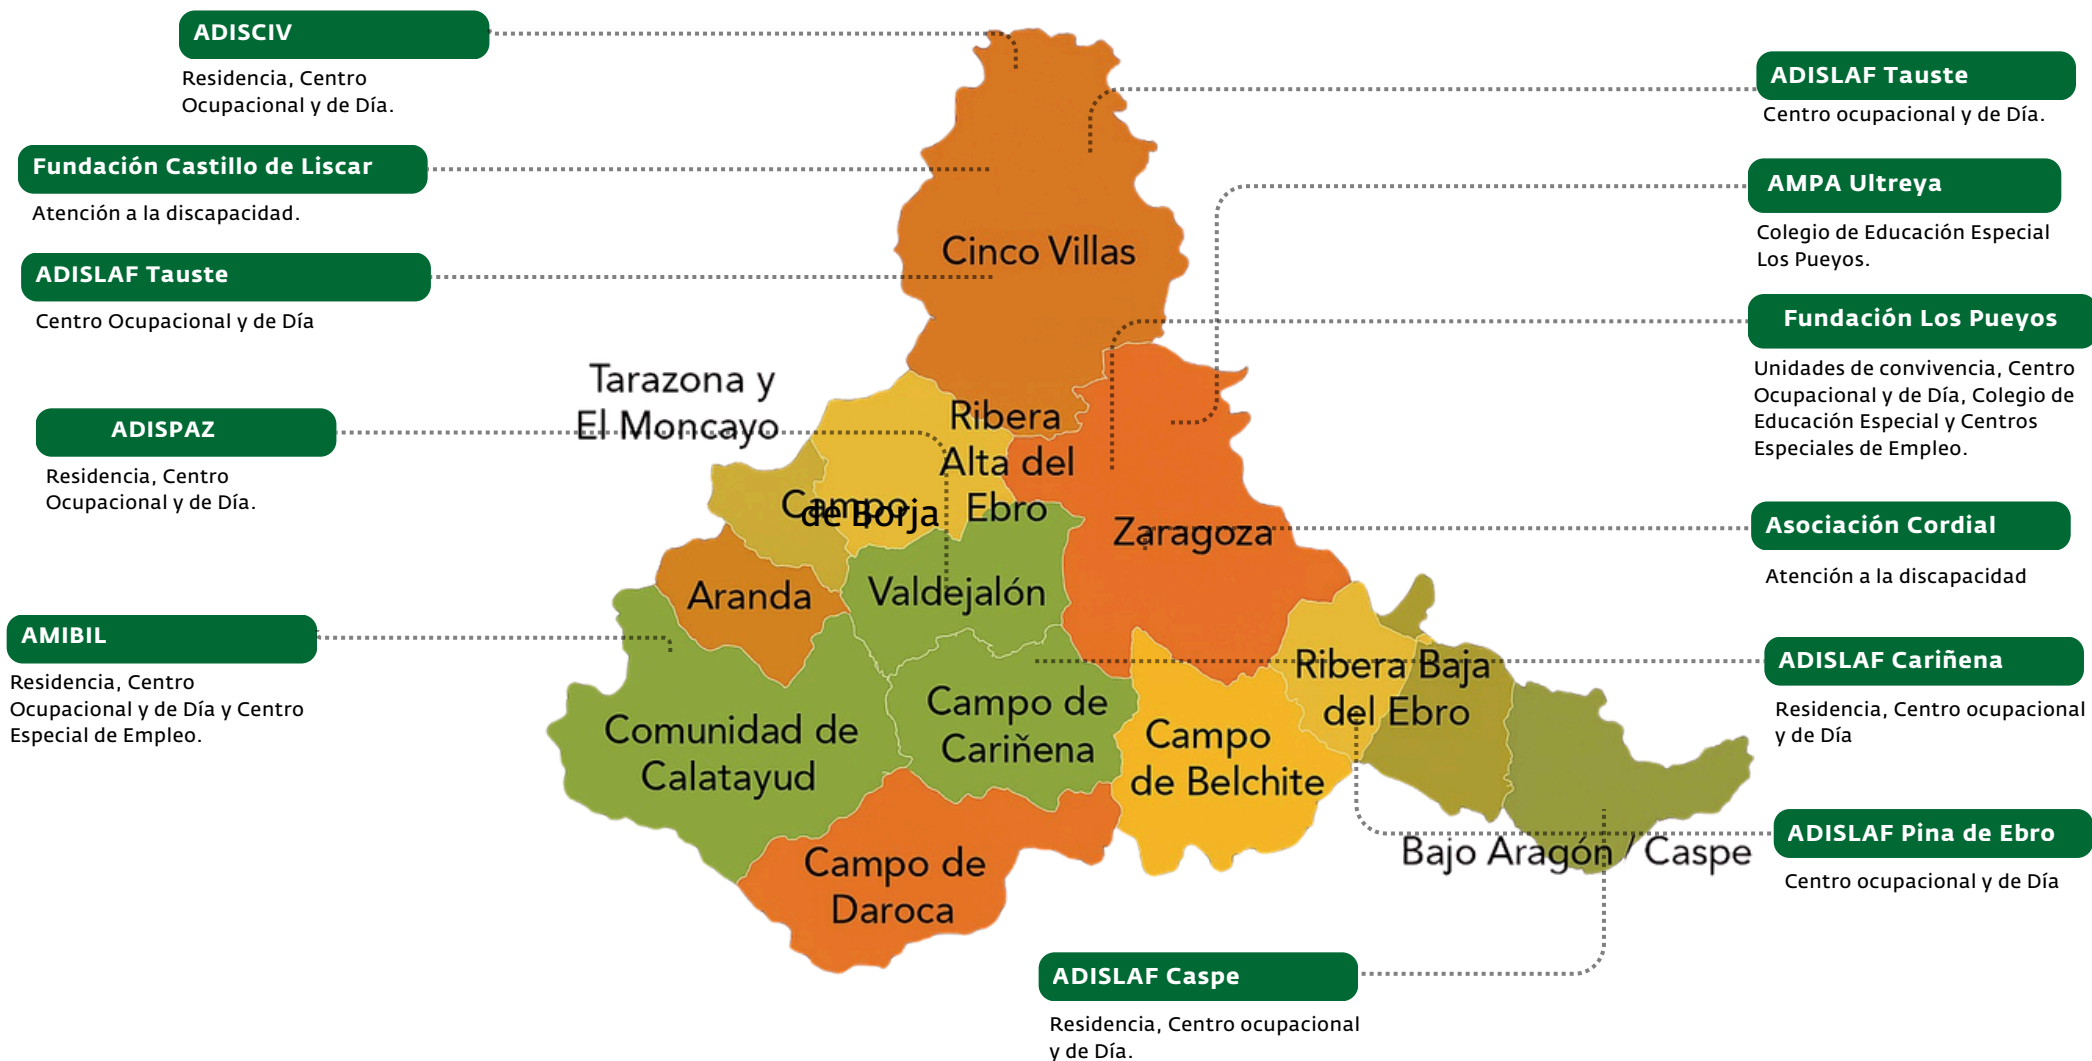 ADISCIV
Residencia, Centro
Ocupacional y de Día.
Fundación Castillo de Liscar
Atención a la discapacidad.
ADISLAF Tauste
Centro Ocupacional y de Día
ADISPAZ
Residencia, Centro
Ocupacional y de Día.
AMIBIL
Residencia, Centro
Ocupacional y de Día y Centro
Especial de Empleo.
Cinco Villas
Tarazona y
El Moncayo
Ribera
Alta del
Ebro
Campo
de Borja
Zaragoza
Aranda
Valdejalón
Ribera Baja
del Ebro
Comunidad de
Calatayud
Campo de
Cariñena
Campo
de Belchite
Bajo Aragón / Caspe
Campo de
Daroca
ADISLAF Tauste
Centro ocupacional y de Día.
AMPA Ultreya
Colegio de Educación Especial
Los Pueyos.
Fundación Los Pueyos
Unidades de convivencia, Centro
Ocupacional y de Día, Colegio de
Educación Especial y Centros
Especiales de Empleo.
Asociación Cordial
Atención a la discapacidad
ADISLAF Cariñena
Residencia, Centro ocupacional
y de Día
ADISLAF Pina de Ebro
Centro ocupacional y de Día
ADISLAF Caspe
Residencia, Centro ocupacional
y de Día.